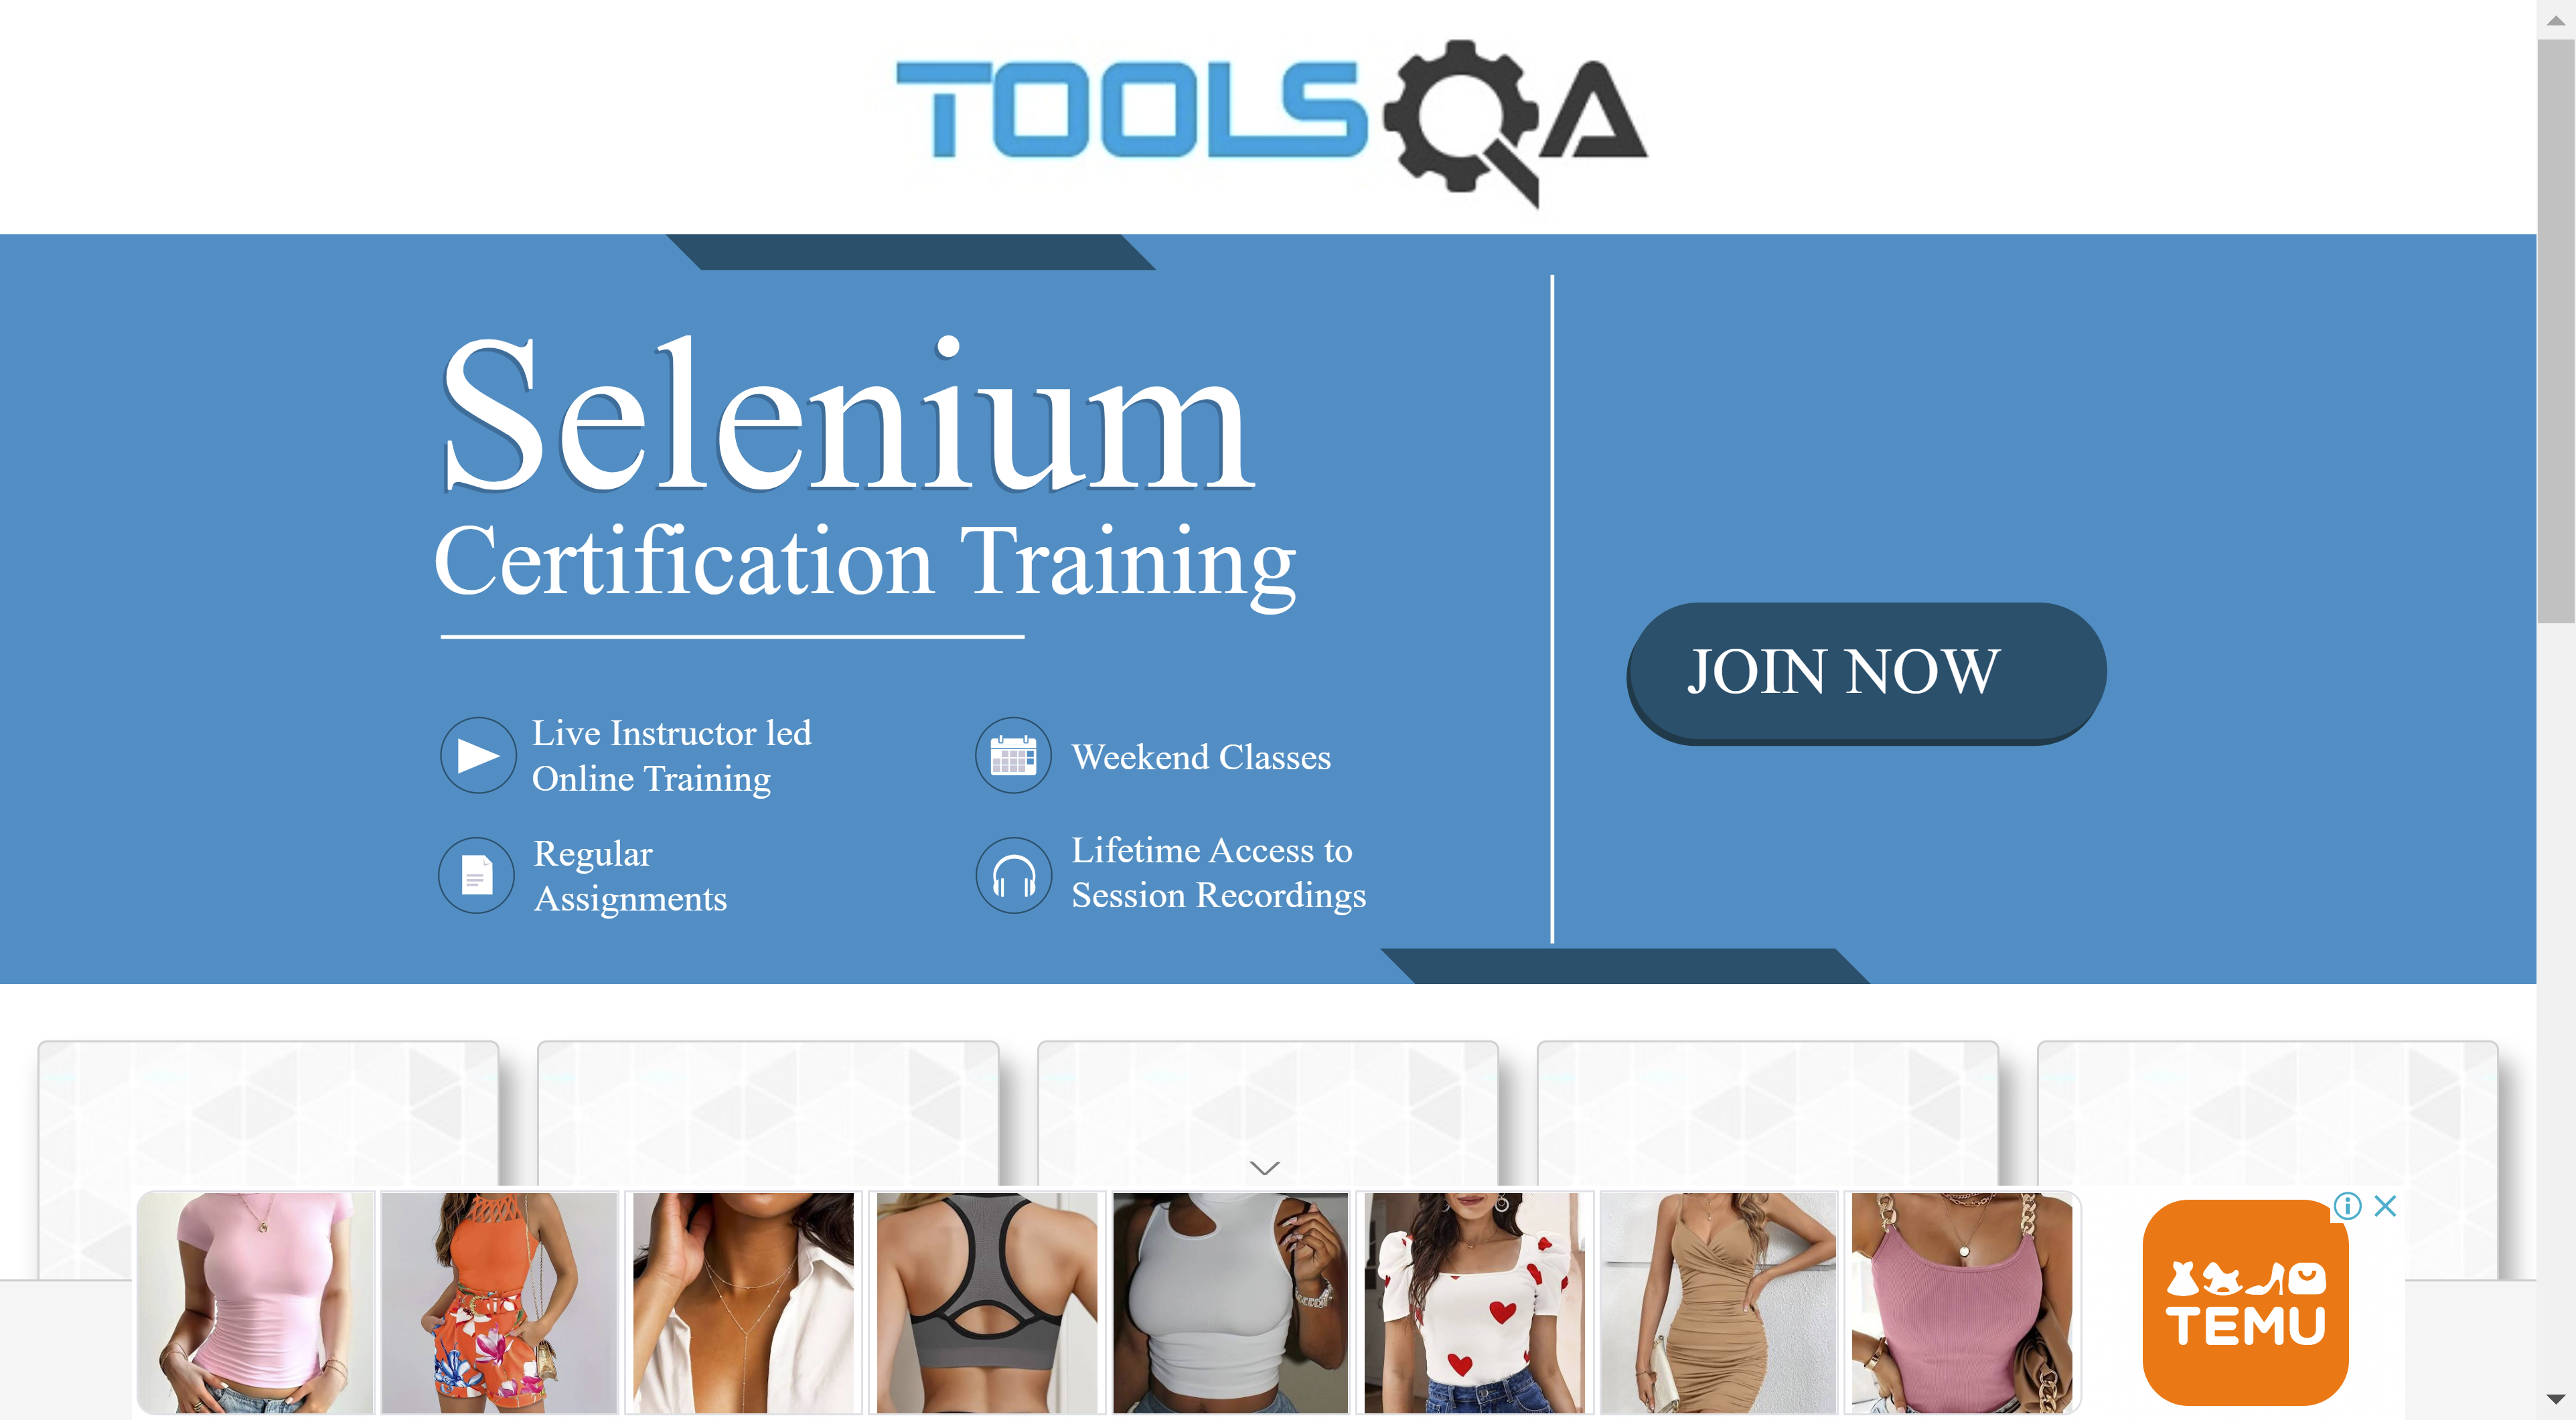 TOOLSQA
Selenium
Certification Training
Live Instructor led
Online Training
Weekend Classes
Regular
Assignments
Lifetime Access to
Session Recordings
JOIN NOW
TEMU